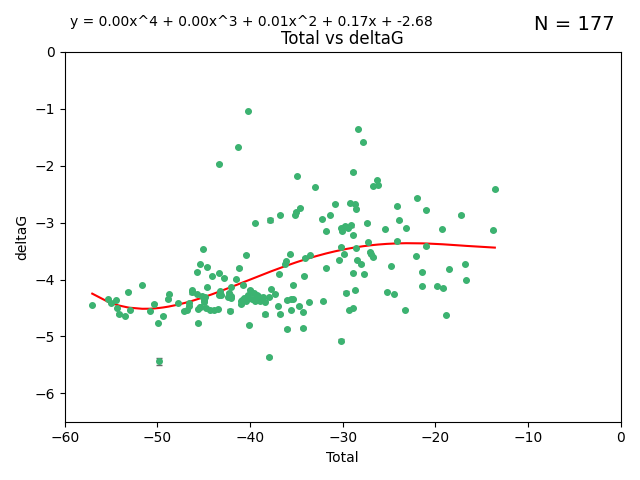 y = 0.00x^4 + 0.00x^3 + 0.01x^2 + 0.17x + -2.68
N = 177
Total vs deltaG
0
−1
−2
−3
−4
−5
−6
deltaG
−60 −50 −40 −30 −20 −10 0
Total